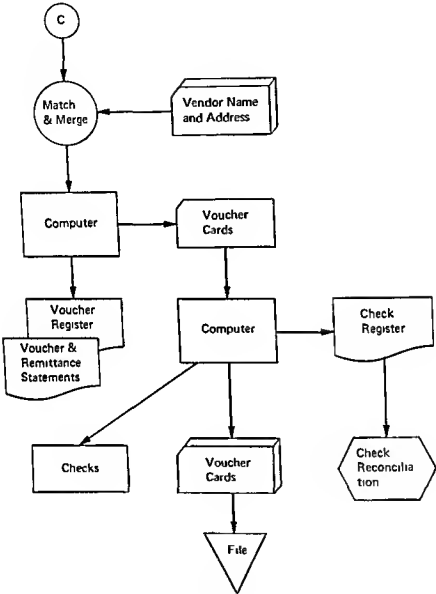 C
Match
& Merge
Vendor Name
and Address
Computer
Voucher
Cards
Voucher
Register
Voucher &
Remittance
Statements
Computer
Check
Register
Checks
Voucher
Cards
Check
Reconcilia
tion
File